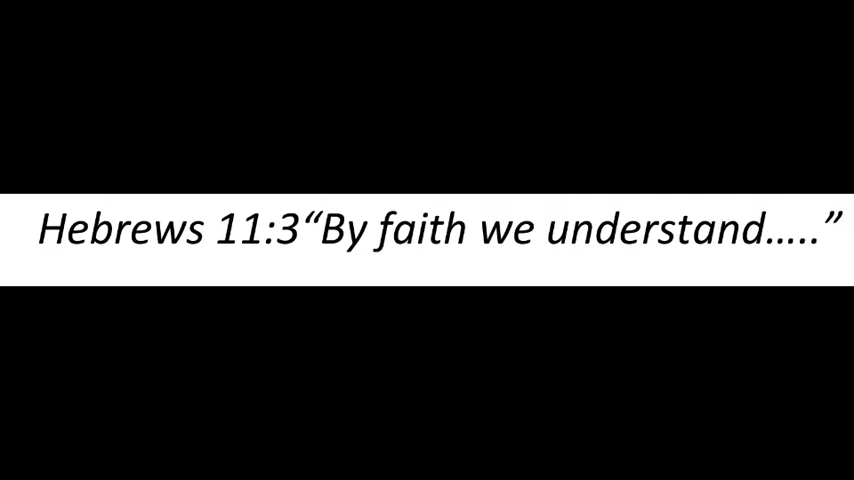 Hebrews 11:3“By faith we understand.....”